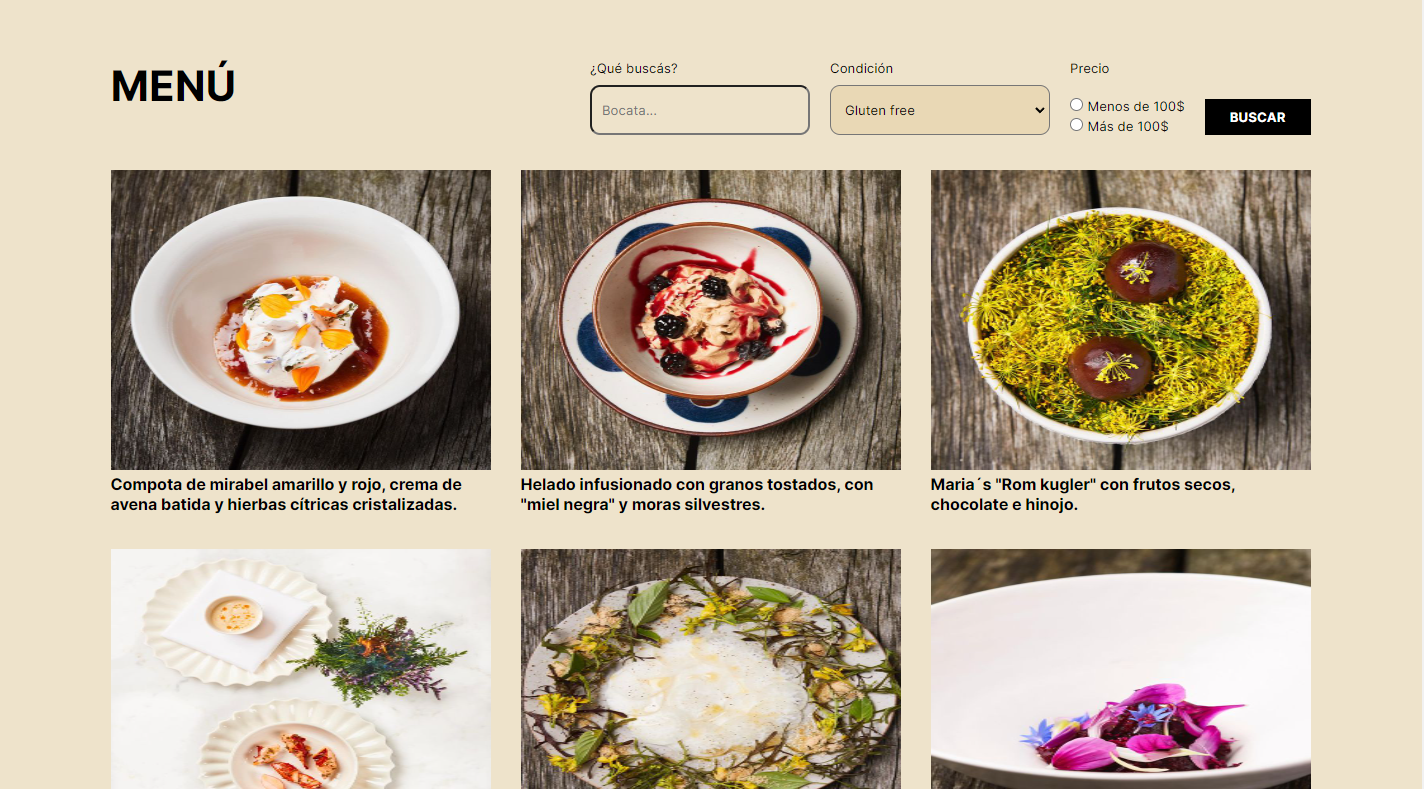 MENÚ
¿Qué buscás?
Bocata...
Condición
Gluten free
Precio
Menos de 100$
Más de 100$
BUSCAR
Compota de mirabel amarillo y rojo, crema de
avena batida y hierbas cítricas cristalizadas.
Helado infusionado con granos tostados, con
"miel negra" y moras silvestres.
Maria´s "Rom kugler" con frutos secos,
chocolate e hinojo.